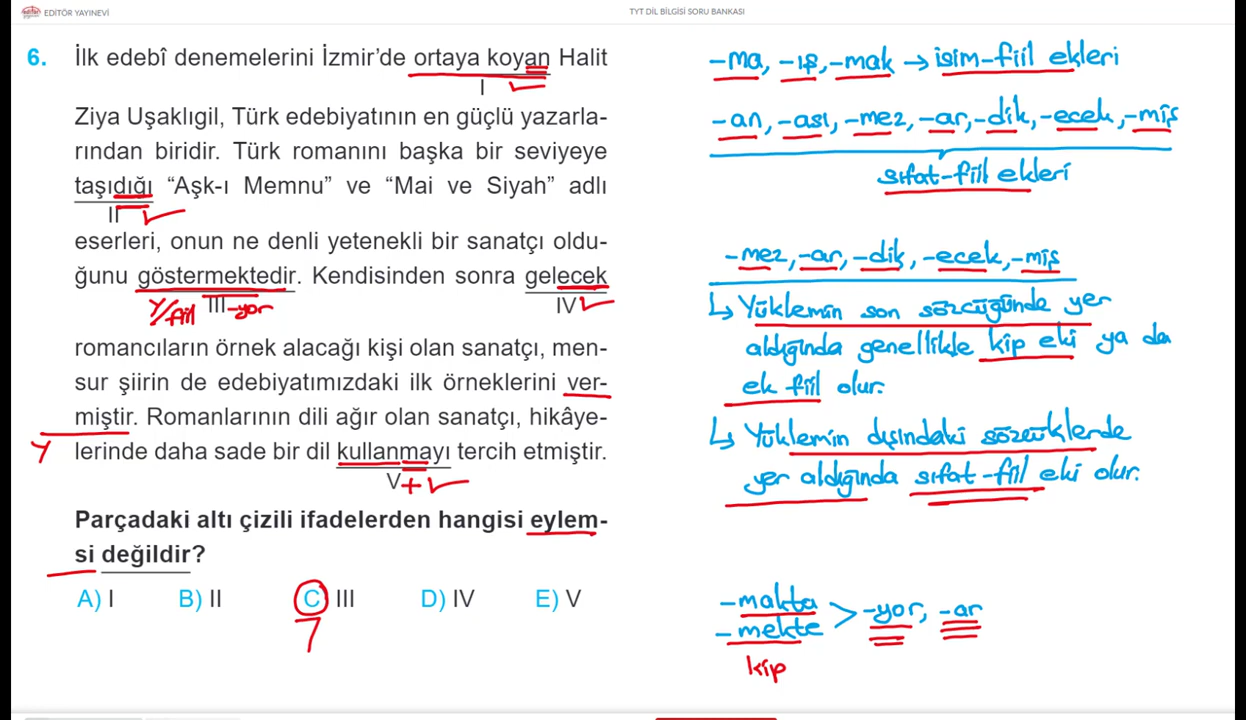 EDİTÖR YAYINEVİ
TYT DİL BİLGİSİ SORU BANKASI
6. İlk edebî denemelerini İzmir’de ortaya koyan Halit
I
Ziya Uşaklıgil, Türk edebiyatının en güçlü yazarla-
rından biridir. Türk romanını başka bir seviyeye
taşıdığı “Aşk-ı Memnu” ve “Mai ve Siyah” adlı
II
eserleri, onun ne denli yetenekli bir sanatçı oldu-
ğunu göstermektedir. Kendisinden sonra gelecek
Y/fiil III -yor IV
romancıların örnek alacağı kişi olan sanatçı, men-
sur şiirin de edebiyatımızdaki ilk örneklerini ver-
miştir. Romanlarının dili ağır olan sanatçı, hikâye-
Y lerinde daha sade bir dil kullanmayı tercih etmiştir.
V +
Parçadaki altı çizili ifadelerden hangisi eylem-
si değildir?
A) I B) II C) III D) IV E) V
7
-ma, -ış, -mak → isim-fiil ekleri
-an, -ası, -mez, -ar, -dik, -ecek, -miş
sıfat-fiil ekleri
-mez, -ar, -dik, -ecek, -miş
↳ Yüklemin son sözcüğünde yer
aldığında genellikle kip eki ya da
ek fiil olur.
↳ Yüklemin dışındaki sözcüklerde
yer aldığında sıfat-fiil eki olur.
-makta
-mekte > -yor, -ar
kip